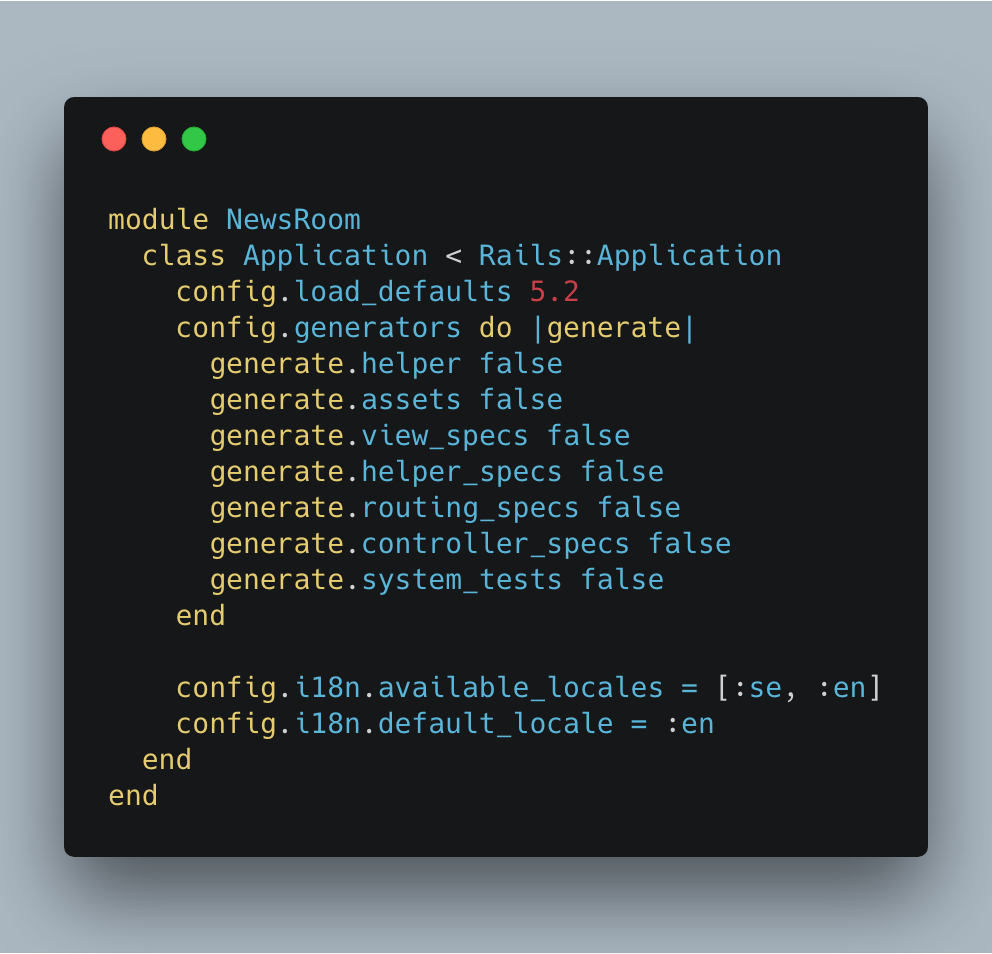 module NewsRoom
  class Application < Rails::Application
    config.load_defaults 5.2
    config.generators do |generate|
      generate.helper false
      generate.assets false
      generate.view_specs false
      generate.helper_specs false
      generate.routing_specs false
      generate.controller_specs false
      generate.system_tests false
    end

    config.i18n.available_locales = [:se, :en]
    config.i18n.default_locale = :en
  end
end